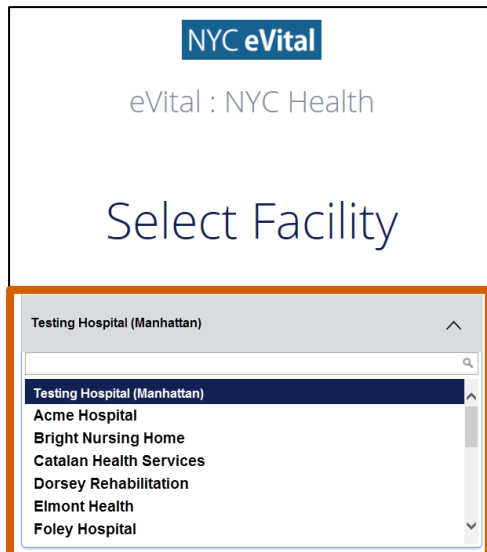 NYC eVital
eVital : NYC Health
Select Facility
Testing Hospital (Manhattan)
Testing Hospital (Manhattan)
Acme Hospital
Bright Nursing Home
Catalan Health Services
Dorsey Rehabilitation
Elmont Health
Foley Hospital